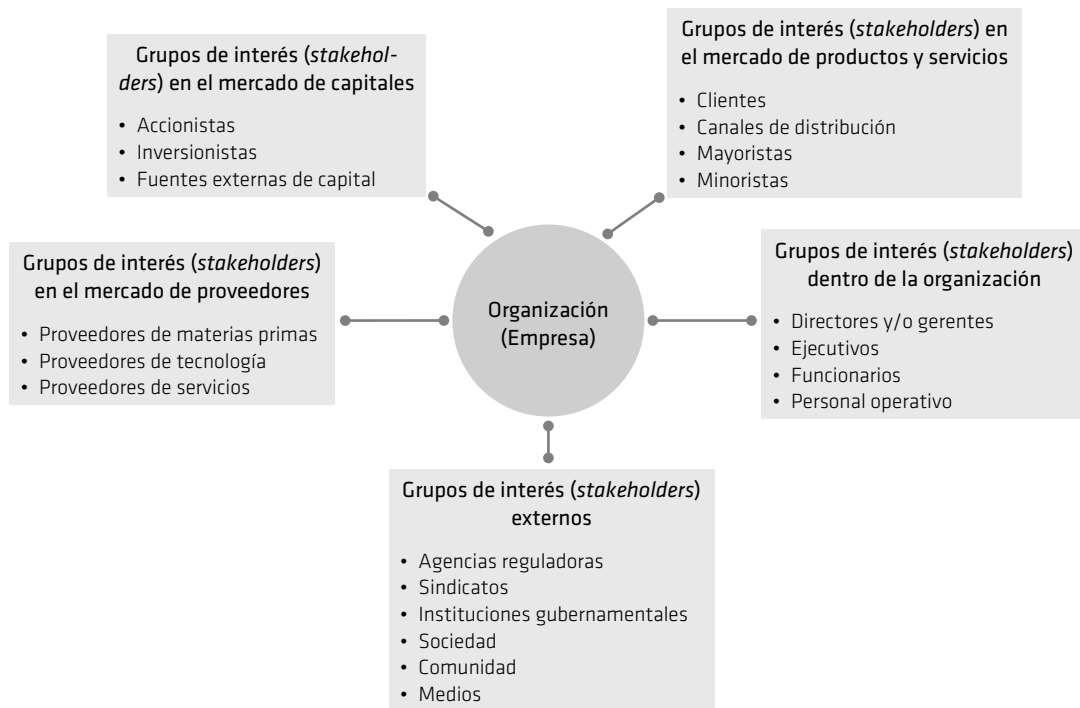 Grupos de interés (stakehol-
ders) en el mercado de capitales
• Accionistas
• Inversionistas
• Fuentes externas de capital
Grupos de interés (stakeholders) en
el mercado de productos y servicios
• Clientes
• Canales de distribución
• Mayoristas
• Minoristas
Grupos de interés (stakeholders)
en el mercado de proveedores
• Proveedores de materias primas
• Proveedores de tecnología
• Proveedores de servicios
Organización
(Empresa)
Grupos de interés (stakeholders)
dentro de la organización
• Directores y/o gerentes
• Ejecutivos
• Funcionarios
• Personal operativo
Grupos de interés (stakeholders)
externos
• Agencias reguladoras
• Sindicatos
• Instituciones gubernamentales
• Sociedad
• Comunidad
• Medios